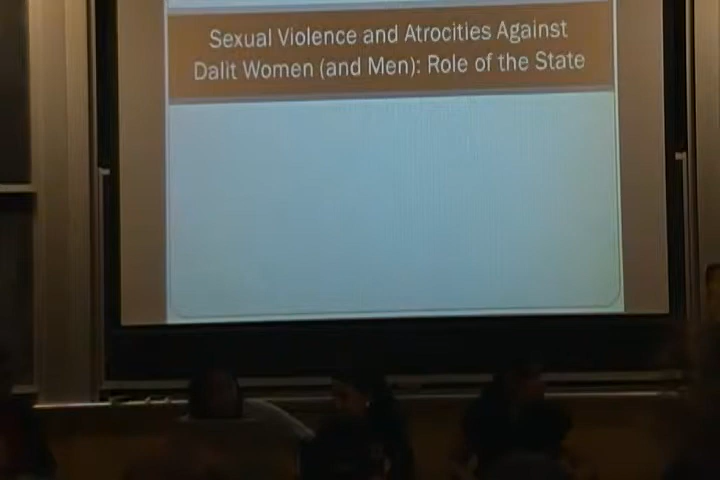 Sexual Violence and Atrocities Against
Dalit Women (and Men): Role of the State